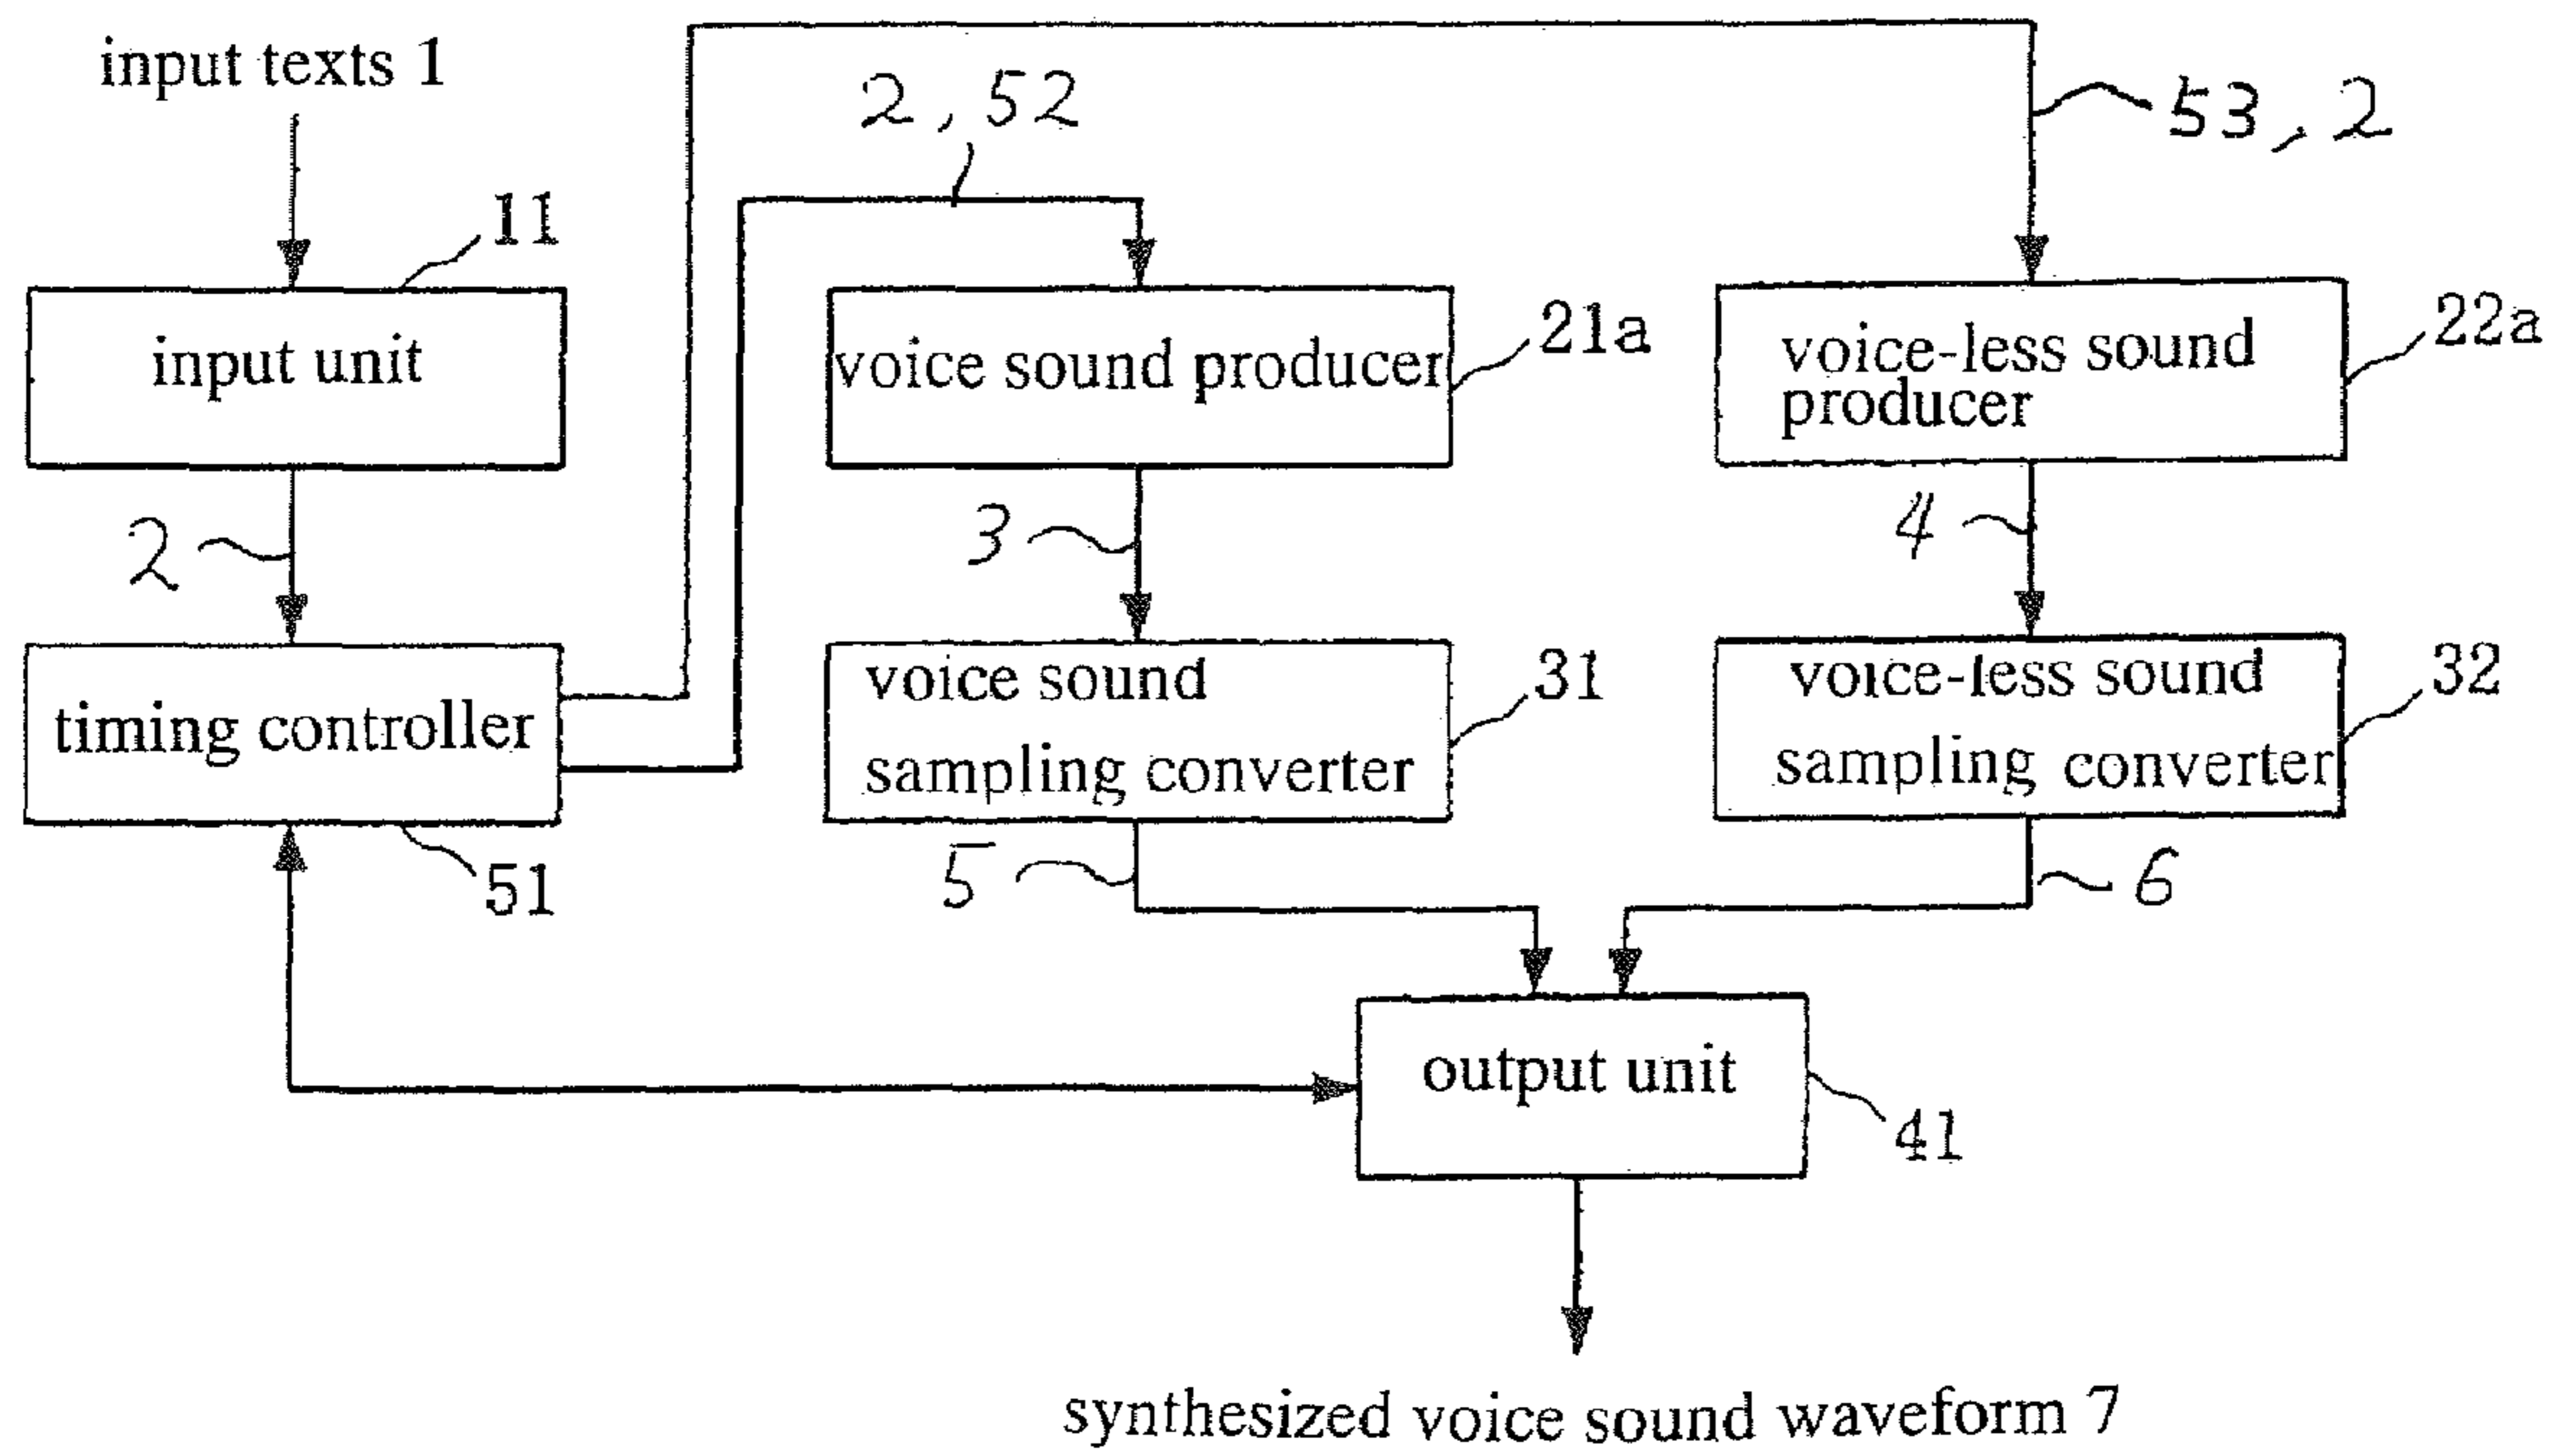 input texts 1
2, 52
53, 2
11
input unit
voice sound producer
21a
voice-less sound
producer
22a
2
3
4
timing controller
51
voice sound
sampling converter
31
voice-less sound
sampling converter
32
5
6
output unit
41
synthesized voice sound waveform 7